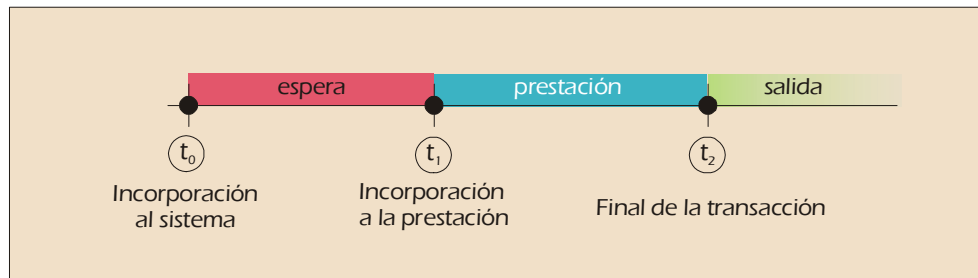 espera prestación salida
t0 t1 t2
Incorporación al sistema
Incorporación a la prestación
Final de la transacción